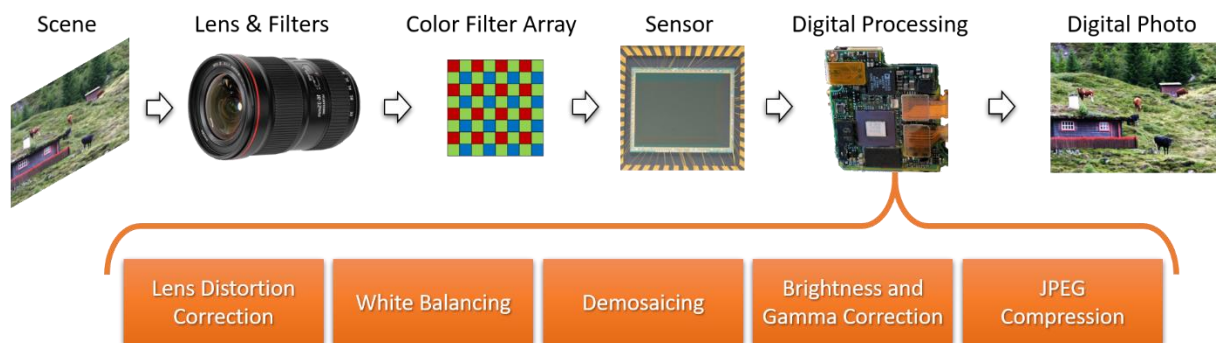 Scene
Lens & Filters
Color Filter Array
Sensor
Digital Processing
Digital Photo
Lens Distortion
Correction
White Balancing
Demosaicing
Brightness and
Gamma Correction
JPEG
Compression